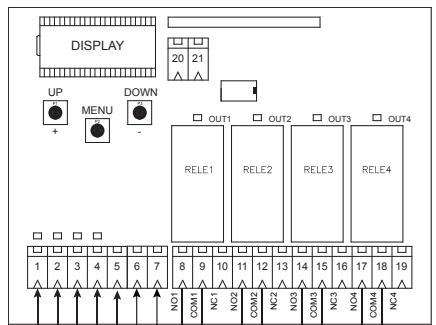 DISPLAY
20 21
UP DOWN
MENU
+ -
OUT1 OUT2 OUT3 OUT4
RELE1 RELE2 RELE3 RELE4
1 2 3 4 5 6 7 8 9 10 11 12 13 14 15 16 17 18 19
NO1 COM1 NC1 NO2 COM2 NC2 NO3 COM3 NC3 NO4 COM4 NC4